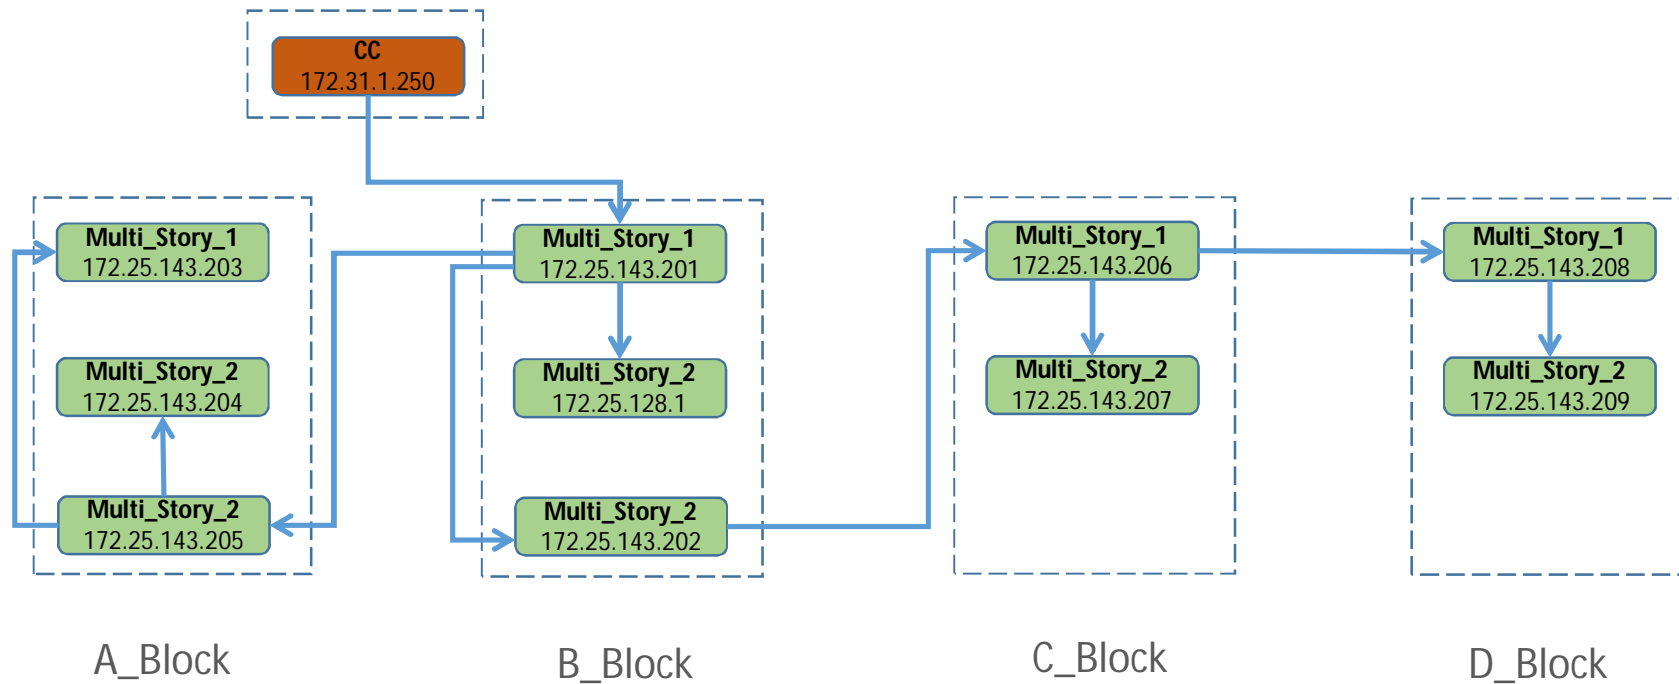 CC
172.31.1.250
Multi_Story_1
172.25.143.203
Multi_Story_2
172.25.143.204
Multi_Story_2
172.25.143.205
A_Block
Multi_Story_1
172.25.143.201
Multi_Story_2
172.25.128.1
Multi_Story_2
172.25.143.202
B_Block
Multi_Story_1
172.25.143.206
Multi_Story_2
172.25.143.207
C_Block
Multi_Story_1
172.25.143.208
Multi_Story_2
172.25.143.209
D_Block